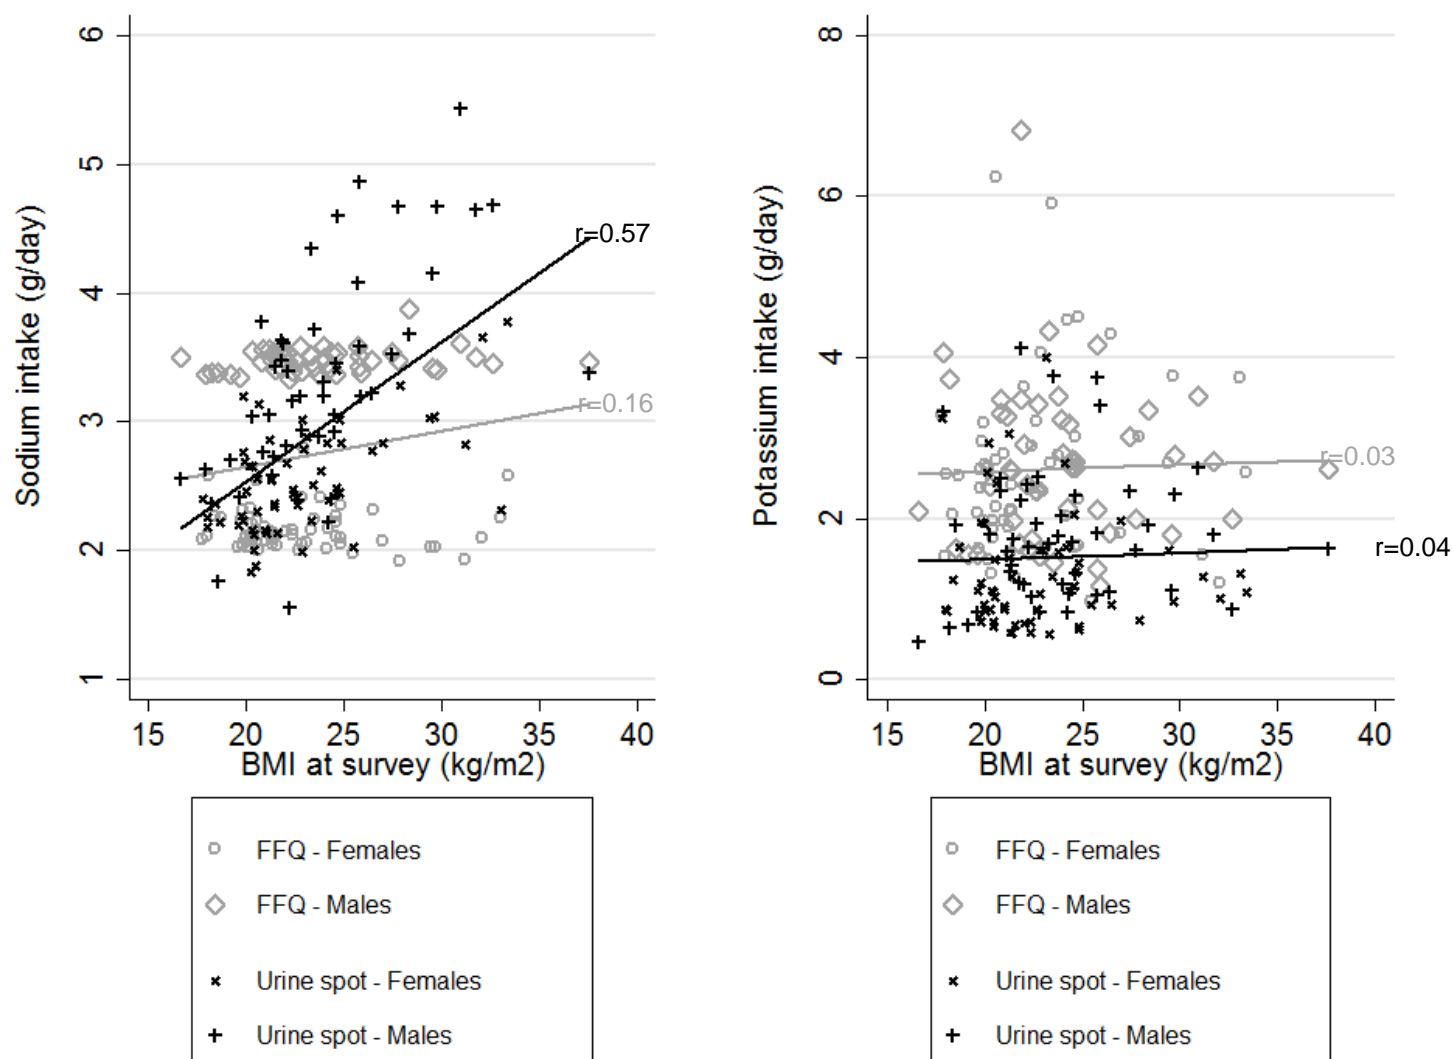 6
5
4
3
2
1
Sodium intake (g/day)
r=0.57
r=0.16
15 20 25 30 35 40
BMI at survey (kg/m2)
FFQ - Females
FFQ - Males
Urine spot - Females
Urine spot - Males
8
6
4
2
0
Potassium intake (g/day)
r=0.03
r=0.04
15 20 25 30 35 40
BMI at survey (kg/m2)
FFQ - Females
FFQ - Males
Urine spot - Females
Urine spot - Males